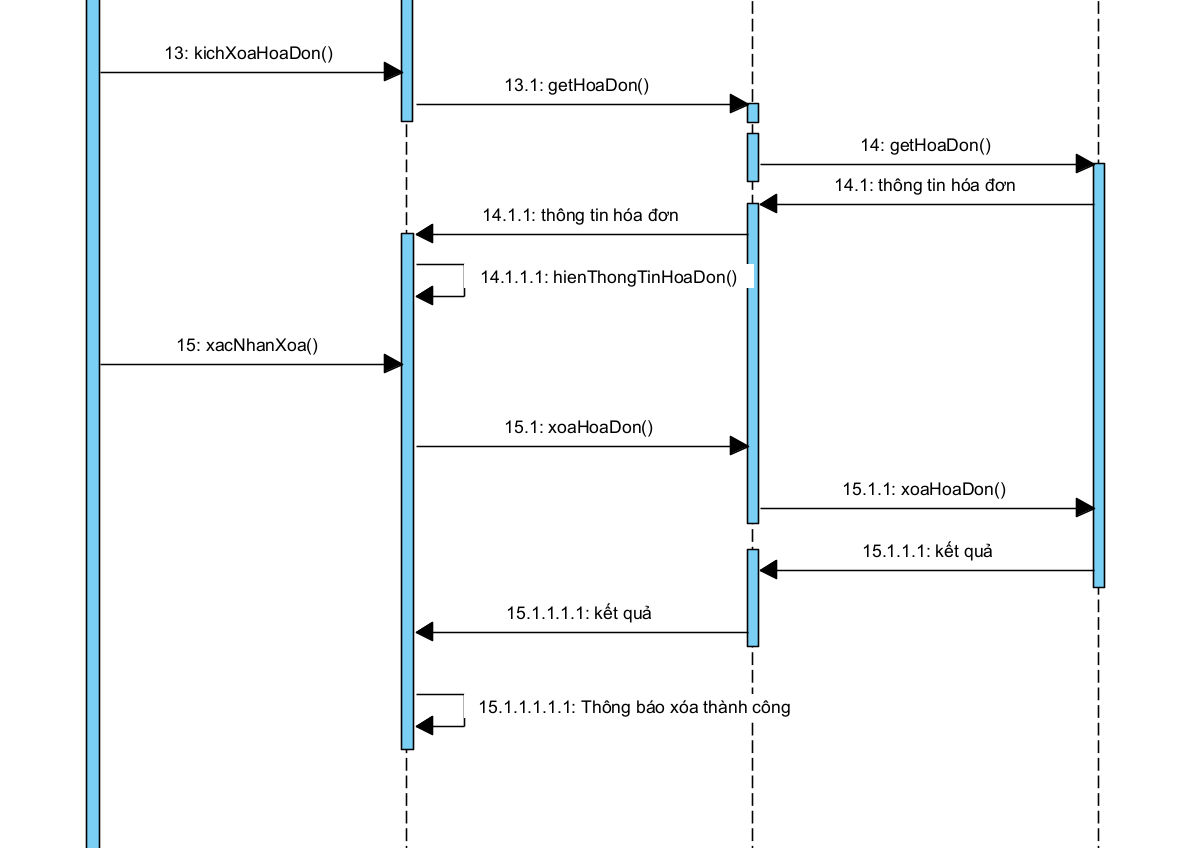 13: kichXoaHoaDon()
13.1: getHoaDon()
14: getHoaDon()
14.1: thông tin hóa đơn
14.1.1: thông tin hóa đơn
14.1.1.1: hienThongTinHoaDon()
15: xacNhanXoa()
15.1: xoaHoaDon()
15.1.1: xoaHoaDon()
15.1.1.1: kết quả
15.1.1.1.1: kết quả
15.1.1.1.1.1: Thông báo xóa thành công